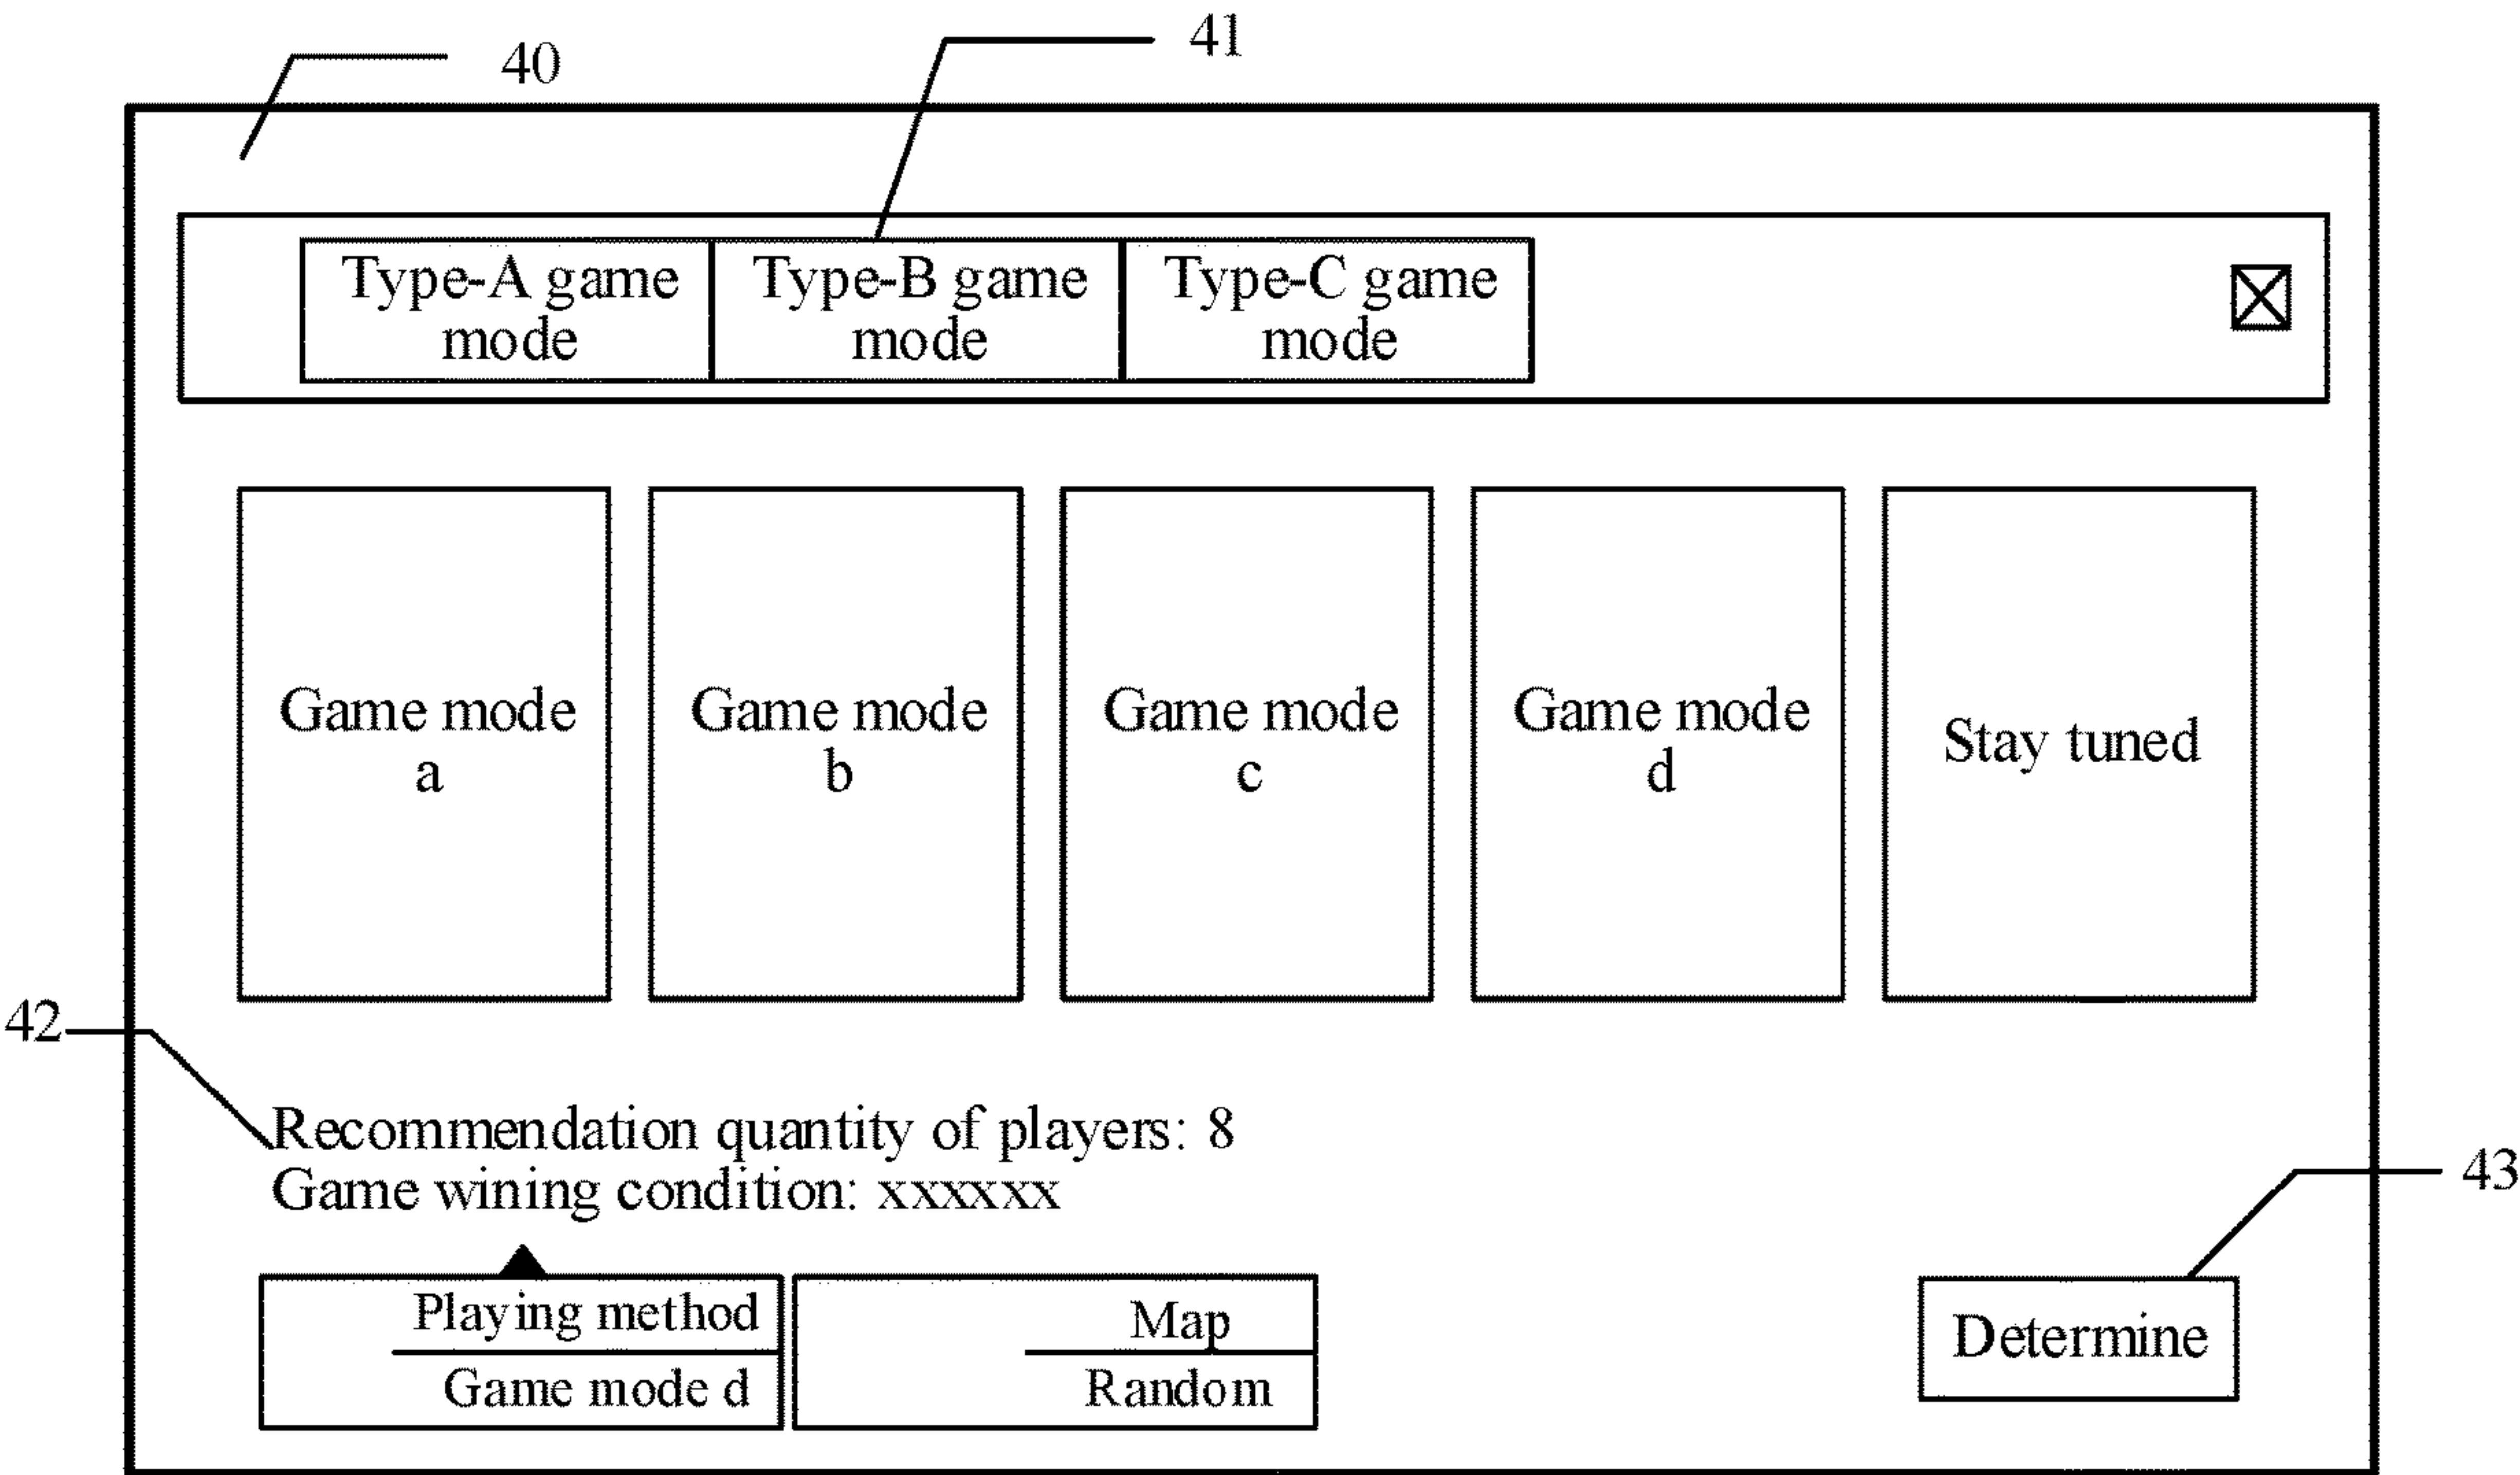 40
41
Type-A game
mode
Type-B game
mode
Type-C game
mode
Game mode
a
Game mode
b
Game mode
c
Game mode
d
Stay tuned
42
Recommendation quantity of players: 8
Game wining condition: xxxxxx
43
Playing method
Game mode d
Map
Random
Determine